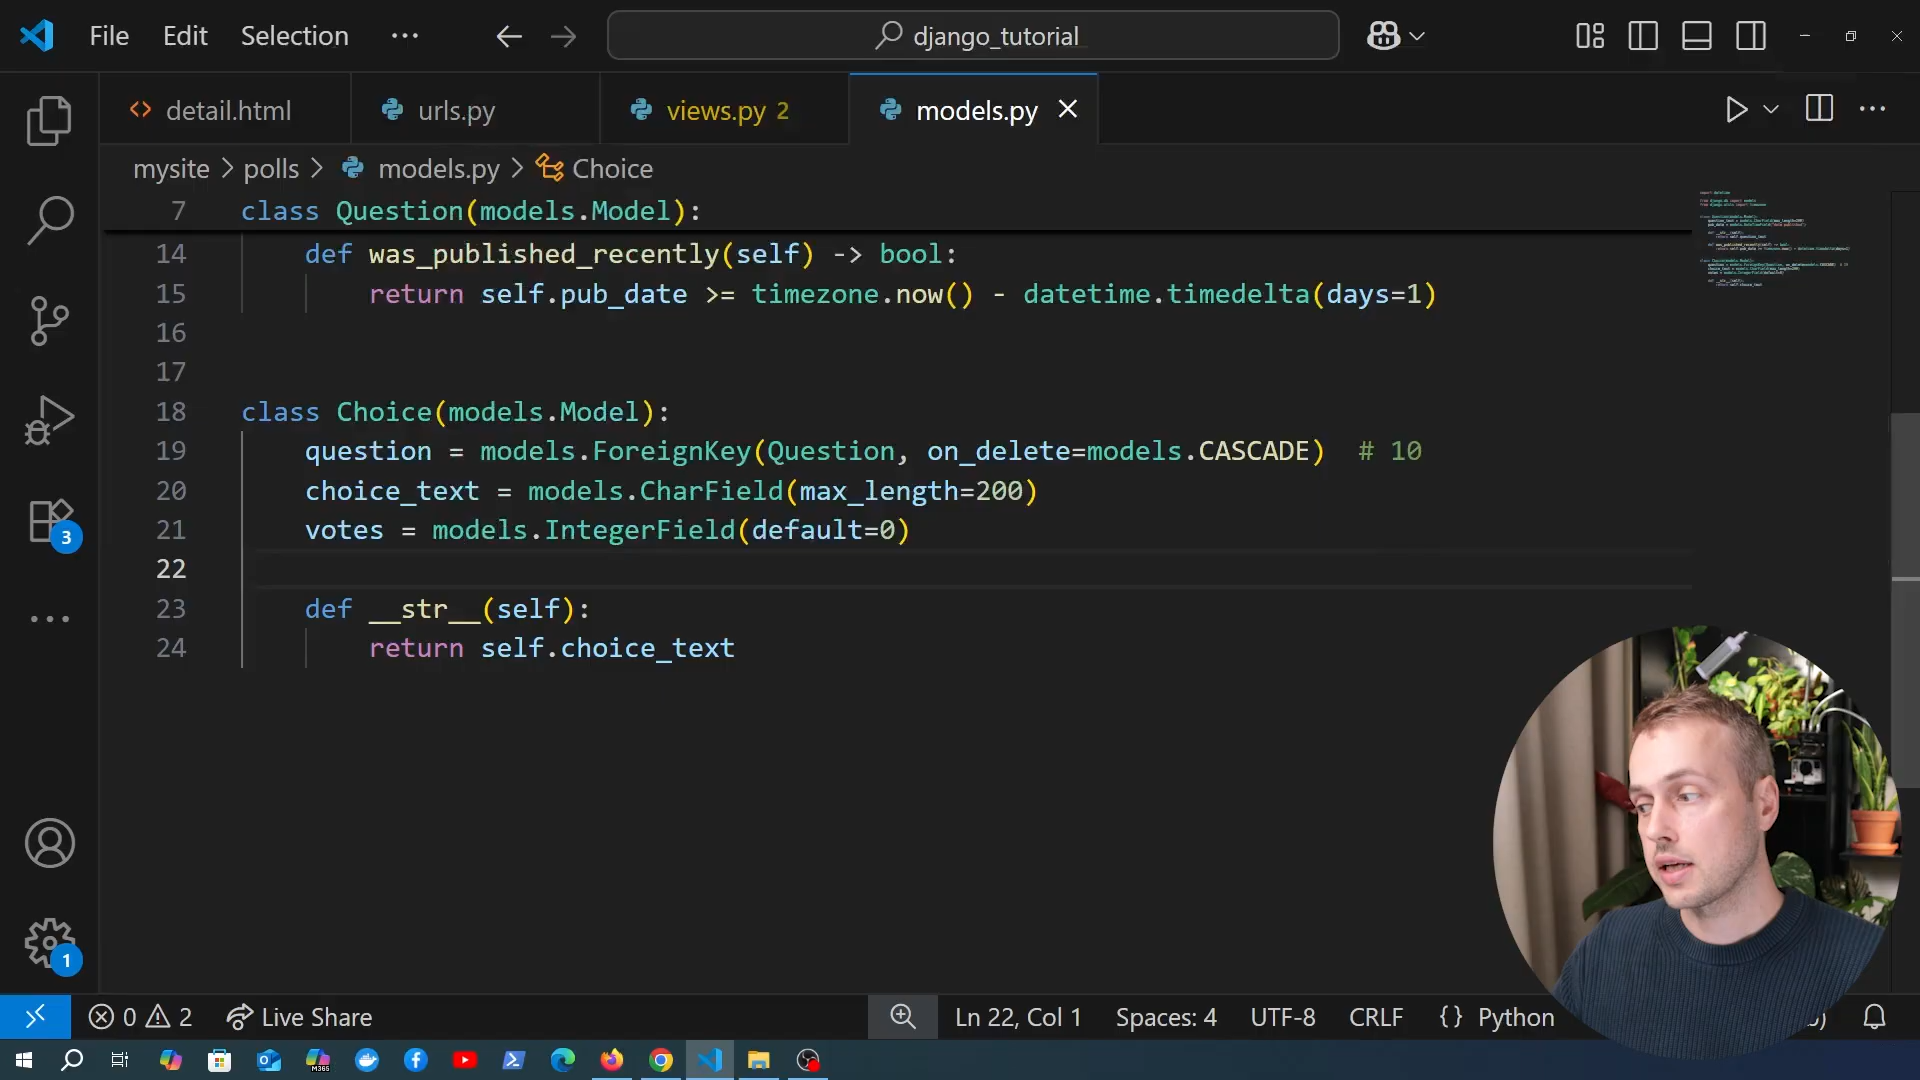 File Edit Selection ··· django_tutorial
detail.html urls.py views.py 2 models.py
mysite > polls > models.py > Choice
7 class Question(models.Model):
14 def was_published_recently(self) -> bool:
15 return self.pub_date >= timezone.now() - datetime.timedelta(days=1)
16
17
18 class Choice(models.Model):
19 question = models.ForeignKey(Question, on_delete=models.CASCADE)  # 10
20 choice_text = models.CharField(max_length=200)
21 votes = models.IntegerField(default=0)
22
23 def __str__(self):
24 return self.choice_text
3
1
0 2 Live Share Ln 22, Col 1 Spaces: 4 UTF-8 CRLF {} Python
M365